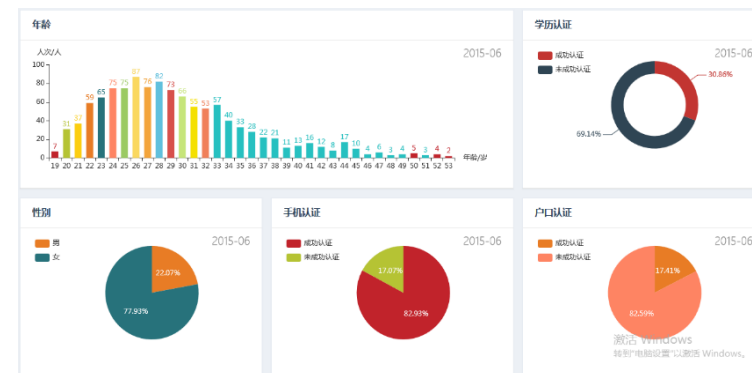 年龄
人次/人
2015-06
100
80
60
40
20
0
7 31 37 59 65 75 75 87 76 82 73 66 55 53 57 40 33 28 22 21 11 13 16 12 8 17 10 4 6 3 4 5 3 4 2
19 20 21 22 23 24 25 26 27 28 29 30 31 32 33 34 35 36 37 38 39 40 41 42 43 44 45 46 47 48 49 50 51 52 53
年龄/岁
学历认证
成功认证
未成功认证
2015-06
30.86%
69.14%
性别
男
女
2015-06
22.07%
77.93%
手机认证
成功认证
未成功认证
2015-06
17.07%
82.93%
户口认证
成功认证
未成功认证
2015-06
17.41%
82.59%
激活 Windows
转到"电脑设置"以激活 Windows。